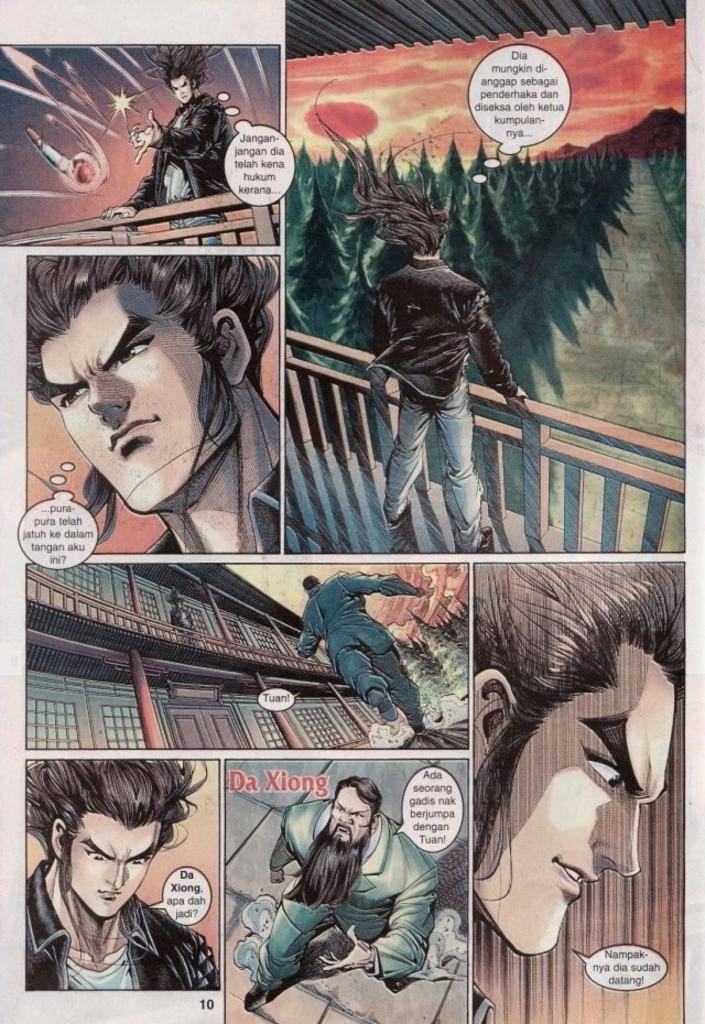 Jangan-
jangan dia
telah kena
hukum
kerana...
Dia
mungkin di-
anggap sebagai
penderhaka dan
diseksa oleh ketua
kumpulan-
nya...
...pura-
pura telah
jatuh ke dalam
tangan aku
ini?
Tuan!
Da
Xiong,
apa dah
jadi?
Da Xiong
Ada
seorang
gadis nak
berjumpa
dengan
Tuan!
Nampak-
nya dia sudah
datang!
10